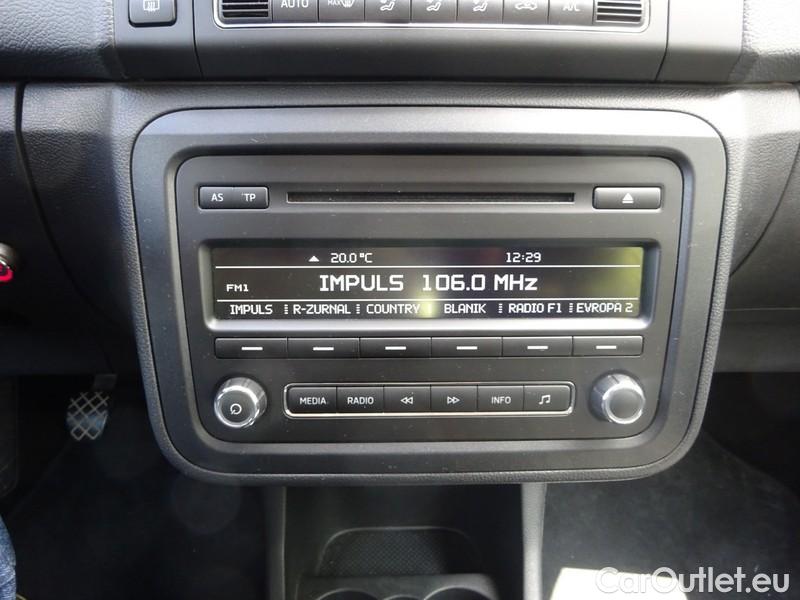 AUTO MAX A/C
AS TP
20.0°C 12:29
FM1 IMPULS 106.0 MHz
IMPULS R-ZURNAL COUNTRY BLANIK RADIO F1 EVROPA 2
MEDIA RADIO INFO
CarOutlet.eu